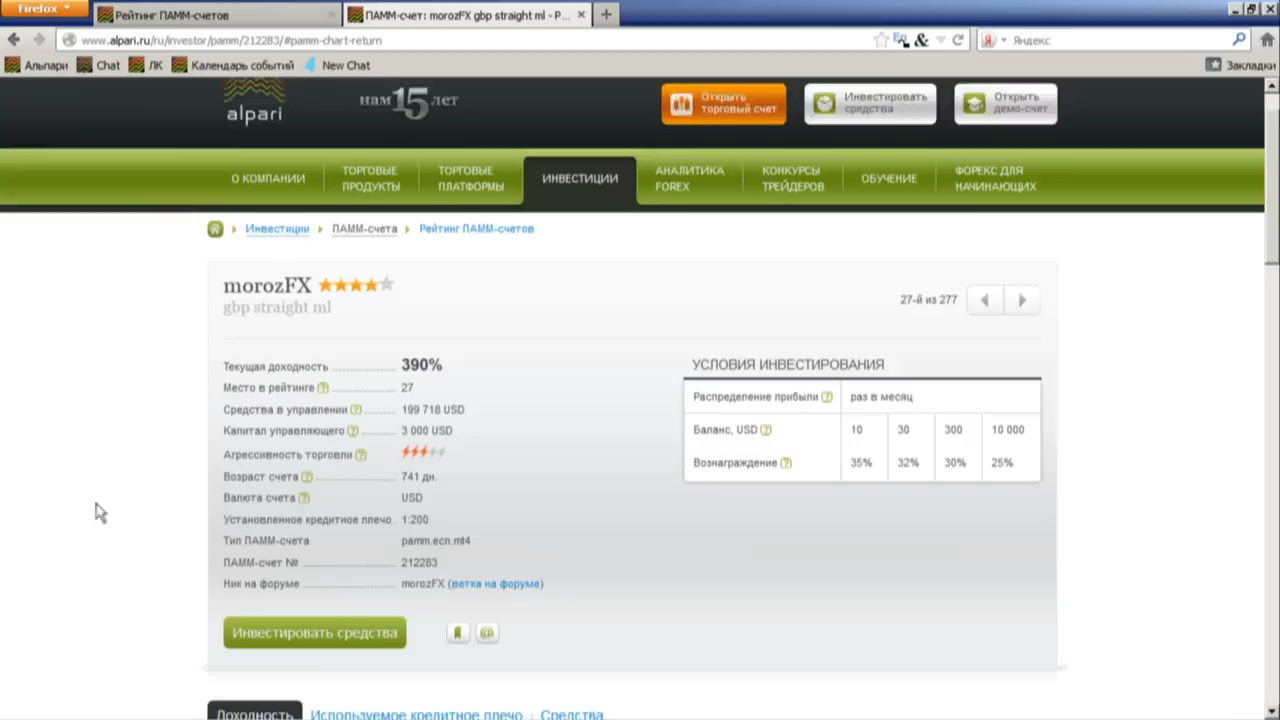 Firefox
Рейтинг ПАММ-счетов
ПАММ-счет: morozFX gbp straight ml - P...
www.alpari.ru/ru/investor/pamm/212283/#pamm-chart-return
Яндекс
Альпари
Chat
ЛК
Календарь событий
New Chat
Закладки
alpari
нам 15 лет
Открыть
торговый счет
Инвестировать
средства
Открыть
демо-счет
О КОМПАНИИ
ТОРГОВЫЕ
ПРОДУКТЫ
ТОРГОВЫЕ
ПЛАТФОРМЫ
ИНВЕСТИЦИИ
АНАЛИТИКА
FOREX
КОНКУРСЫ
ТРЕЙДЕРОВ
ОБУЧЕНИЕ
ФОРЕКС ДЛЯ
НАЧИНАЮЩИХ
Инвестиции ПАММ-счета Рейтинг ПАММ-счетов
morozFX
gbp straight ml
27-й из 277
Текущая доходность 390%
Место в рейтинге 27
Средства в управлении 199 718 USD
Капитал управляющего 3 000 USD
Агрессивность торговли
Возраст счета 741 дн.
Валюта счета USD
Установленное кредитное плечо 1:200
Тип ПАММ-счета pamm.ecn.mt4
ПАММ-счет № 212283
Ник на форуме morozFX (ветка на форуме)
УСЛОВИЯ ИНВЕСТИРОВАНИЯ
Распределение прибыли раз в месяц
Баланс, USD 10 30 300 10 000
Вознаграждение 35% 32% 30% 25%
Инвестировать средства
Доходность Используемое кредитное плечо Средства